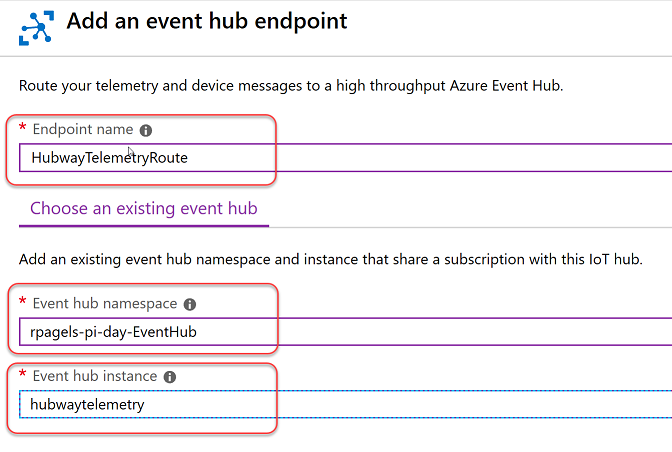 Add an event hub endpoint
Route your telemetry and device messages to a high throughput Azure Event Hub.
* Endpoint name i
HubwayTelemetryRoute
Choose an existing event hub
Add an existing event hub namespace and instance that share a subscription with this IoT hub.
* Event hub namespace i
rpagels-pi-day-EventHub
* Event hub instance i
hubwaytelemetry